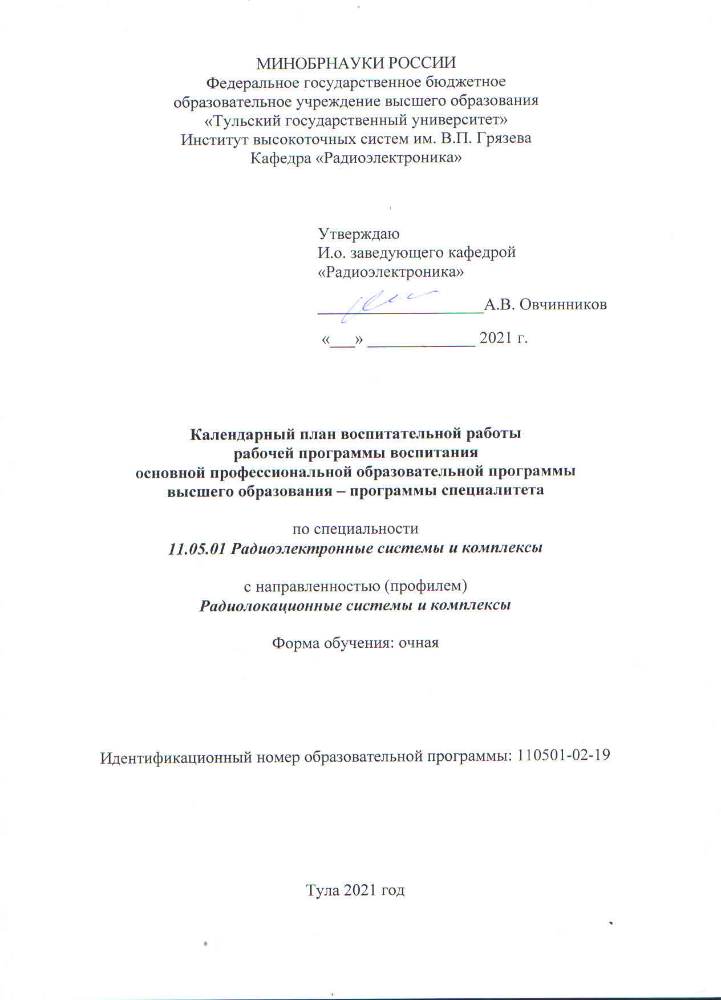 МИНОБРНАУКИ РОССИИ
Федеральное государственное бюджетное
образовательное учреждение высшего образования
«Тульский государственный университет»
Институт высокоточных систем им. В.П. Грязева
Кафедра «Радиоэлектроника»
Утверждаю
И.о. заведующего кафедрой
«Радиоэлектроника»
____________________А.В. Овчинников
«___» _____________ 2021 г.
Календарный план воспитательной работы
рабочей программы воспитания
основной профессиональной образовательной программы
высшего образования – программы специалитета
по специальности
11.05.01 Радиоэлектронные системы и комплексы
с направленностью (профилем)
Радиолокационные системы и комплексы
Форма обучения: очная
Идентификационный номер образовательной программы: 110501-02-19
Тула 2021 год